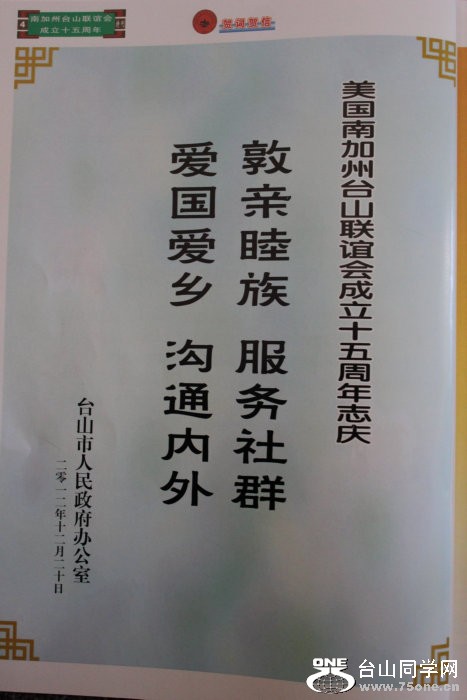 南加州台山联谊会
成立十五周年
4
贺词贺信
美国南加州台山联谊会成立十五周年志庆
敦亲睦族 服务社群
爱国爱乡 沟通内外
台山市人民政府办公室
二零一二年十二月二十日
ONE 台山同学网
www.75one.cn